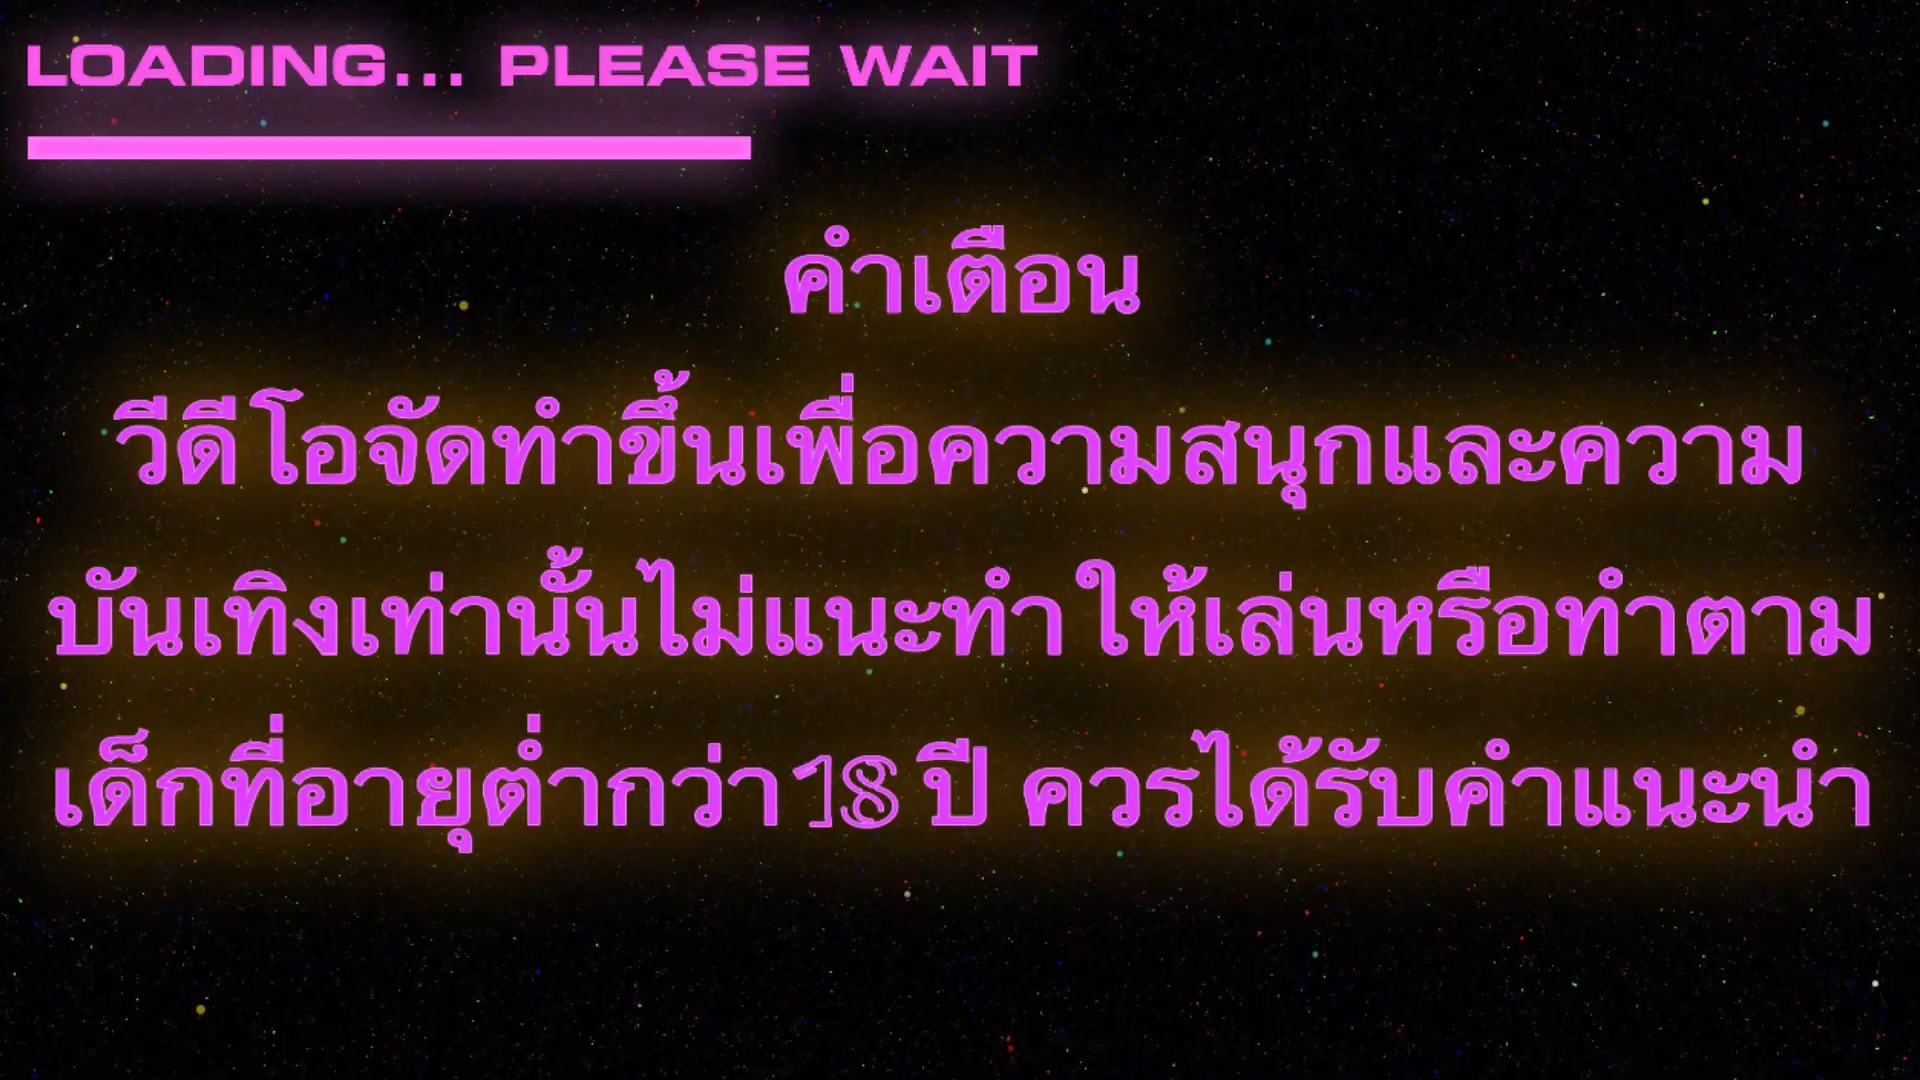 LOADING... PLEASE WAIT
คำเตือน
วีดีโอจัดทำขึ้นเพื่อความสนุกและความ
บันเทิงเท่านั้นไม่แนะทำให้เล่นหรือทำตาม
เด็กที่อายุต่ำกว่า 18 ปี ควรได้รับคำแนะนำ